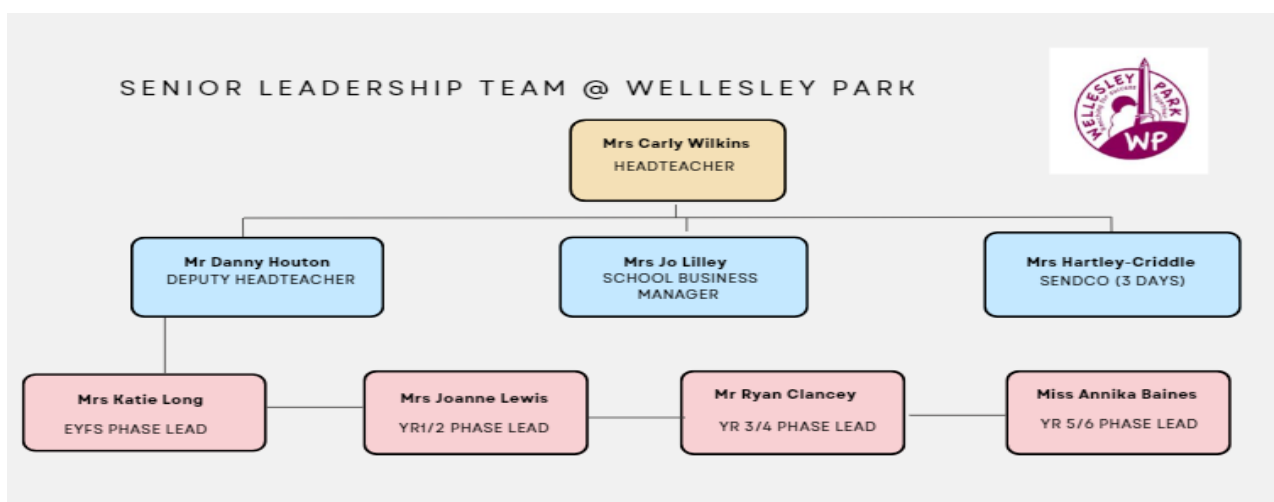 SENIOR LEADERSHIP TEAM @ WELLESLEY PARK
WELLESLEY PARK
WP
Mrs Carly Wilkins
HEADTEACHER
Mr Danny Houton
DEPUTY HEADTEACHER
Mrs Jo Lilley
SCHOOL BUSINESS
MANAGER
Mrs Hartley-Criddle
SENDCO (3 DAYS)
Mrs Katie Long
EYFS PHASE LEAD
Mrs Joanne Lewis
YR1/2 PHASE LEAD
Mr Ryan Clancey
YR 3/4 PHASE LEAD
Miss Annika Baines
YR 5/6 PHASE LEAD